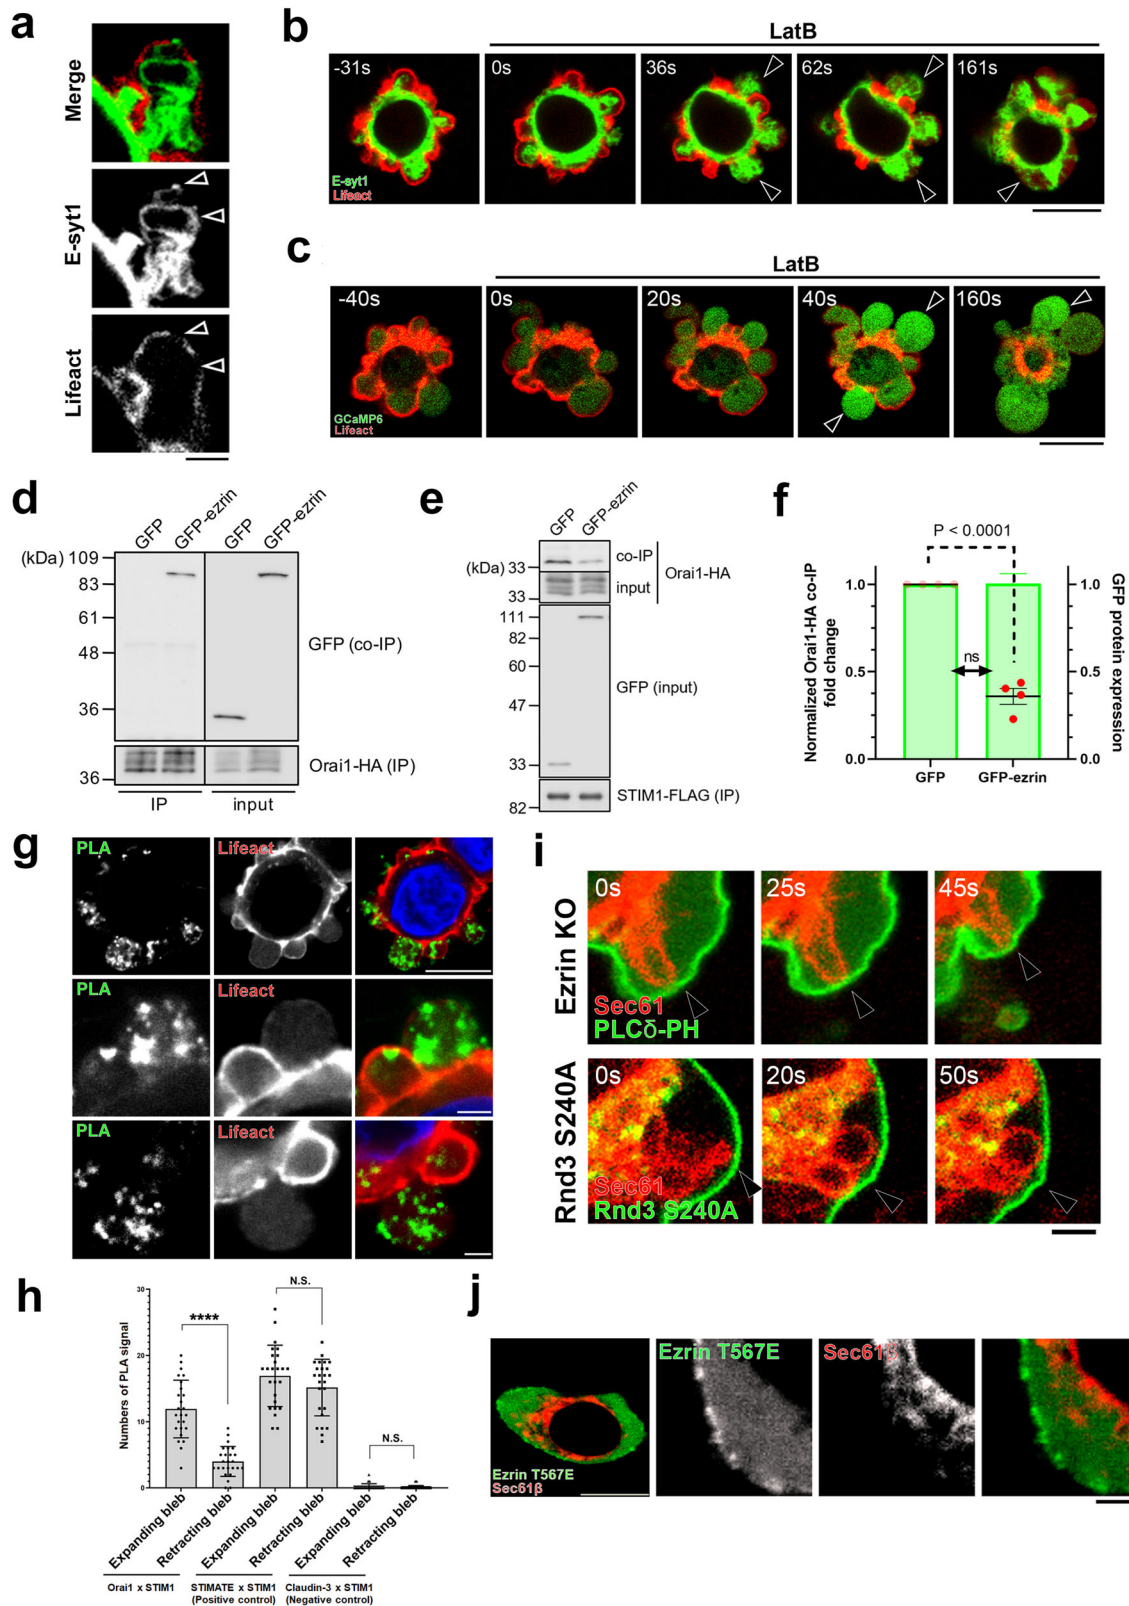 a
Merge
E-syt1
Lifeact
b
LatB
-31s
0s
36s
62s
161s
E-syt1
Lifeact
c
LatB
-40s
0s
20s
40s
160s
GCaMP6
Lifeact
d
GFP
GFP-ezrin
GFP
GFP-ezrin
(kDa)
109
83
61
48
36
GFP (co-IP)
36
Orai1-HA (IP)
IP
input
e
GFP
GFP-ezrin
(kDa)
33
co-IP
input
Orai1-HA
33
111
82
60
47
33
GFP (input)
82
STIM1-FLAG (IP)
f
P < 0.0001
Normalized Orai1-HA co-IP
fold change
1.0
0.5
0.0
ns
1.0
0.5
0.0
GFP protein expression
GFP
GFP-ezrin
g
PLA
Lifeact
PLA
Lifeact
PLA
Lifeact
h
Numbers of PLA signal
30
20
10
0
****
N.S.
N.S.
Expanding bleb
Retracting bleb
Expanding bleb
Retracting bleb
Expanding bleb
Retracting bleb
Orai1 x STIM1
STIMATE x STIM1
(Positive control)
Claudin-3 x STIM1
(Negative control)
i
Ezrin KO
0s
25s
45s
Sec61
PLCδ-PH
Rnd3 S240A
0s
20s
50s
Sec61
Rnd3 S240A
j
Ezrin T567E
Sec61β
Ezrin T567E
Sec61β